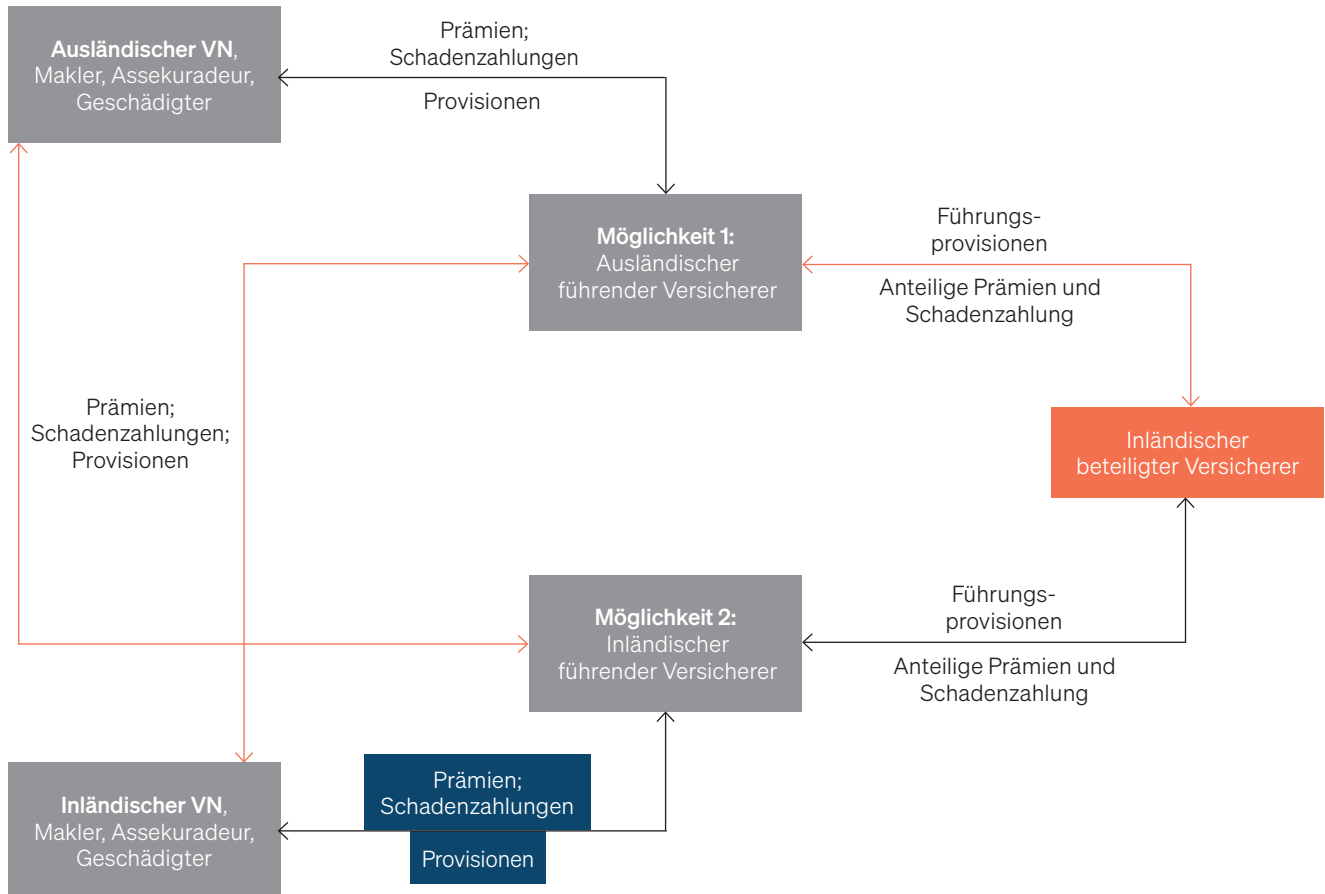 Ausländischer VN,
Makler, Assekuradeur,
Geschädigter
Prämien;
Schadenzahlungen
Provisionen
Möglichkeit 1:
Ausländischer
führender Versicherer
Führungs-
provisionen
Anteilige Prämien und
Schadenzahlung
Prämien;
Schadenzahlungen;
Provisionen
Inländischer
beteiligter Versicherer
Möglichkeit 2:
Inländischer
führender Versicherer
Führungs-
provisionen
Anteilige Prämien und
Schadenzahlung
Inländischer VN,
Makler, Assekuradeur,
Geschädigter
Prämien;
Schadenzahlungen
Provisionen